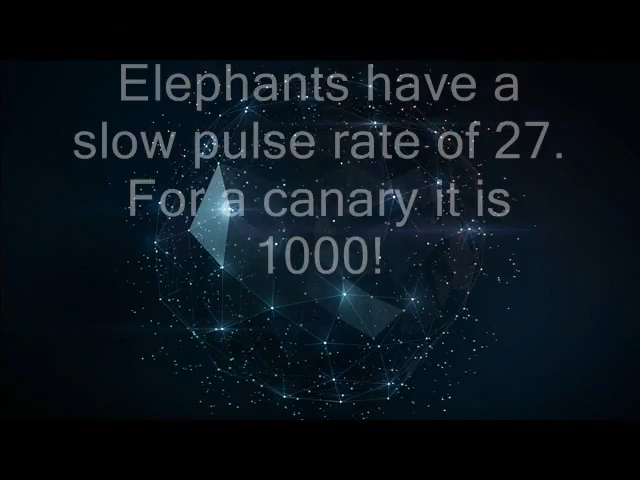 Elephants have a
slow pulse rate of 27.
For a canary it is
1000!